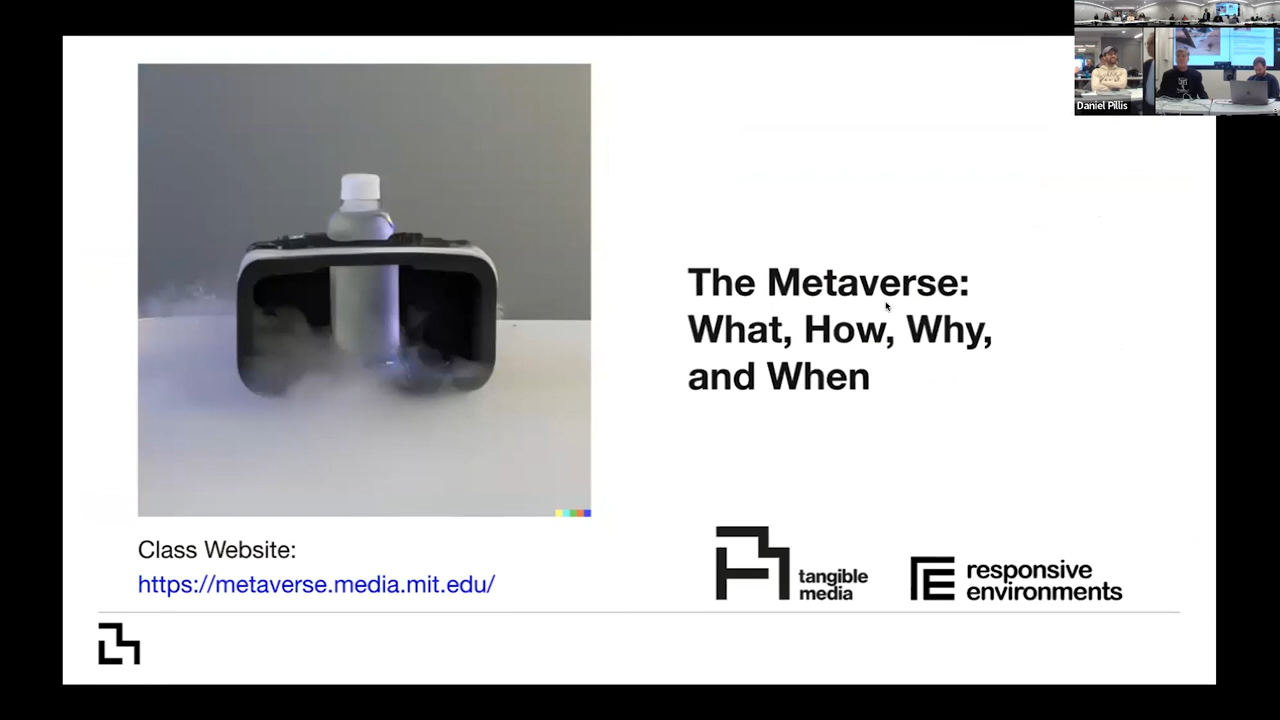 Daniel Pillis
The Metaverse:
What, How, Why,
and When
Class Website:
https://metaverse.media.mit.edu/
tangible
media
responsive
environments